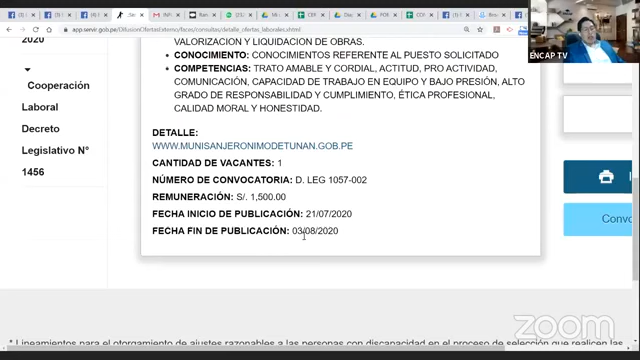 app.servir.gob.pe/DifusionOfertasExterno/faces/consultas/detalle_ofertas_laborales.xhtml
2020
Cooperación
Laboral
Decreto
Legislativo N°
1456
VALORIZACION Y LIQUIDACION DE OBRAS.
• CONOCIMIENTO: CONOCIMIENTOS REFERENTE AL PUESTO SOLICITADO
• COMPETENCIAS: TRATO AMABLE Y CORDIAL, ACTITUD, PRO ACTIVIDAD,
COMUNICACIÓN, CAPACIDAD DE TRABAJO EN EQUIPO Y BAJO PRESIÓN, ALTO
GRADO DE RESPONSABILIDAD Y CUMPLIMIENTO, ÉTICA PROFESIONAL,
CALIDAD MORAL Y HONESTIDAD.
DETALLE:
WWW.MUNISANJERONIMODETUNAN.GOB.PE
CANTIDAD DE VACANTES: 1
NÚMERO DE CONVOCATORIA: D. LEG 1057-002
REMUNERACIÓN: S/. 1,500.00
FECHA INICIO DE PUBLICACIÓN: 21/07/2020
FECHA FIN DE PUBLICACIÓN: 03/08/2020
ENCAP TV
Convo
zoom
* Lineamientos para el otorgamiento de ajustes razonables a las personas con discapacidad en el proceso de selección que realicen las